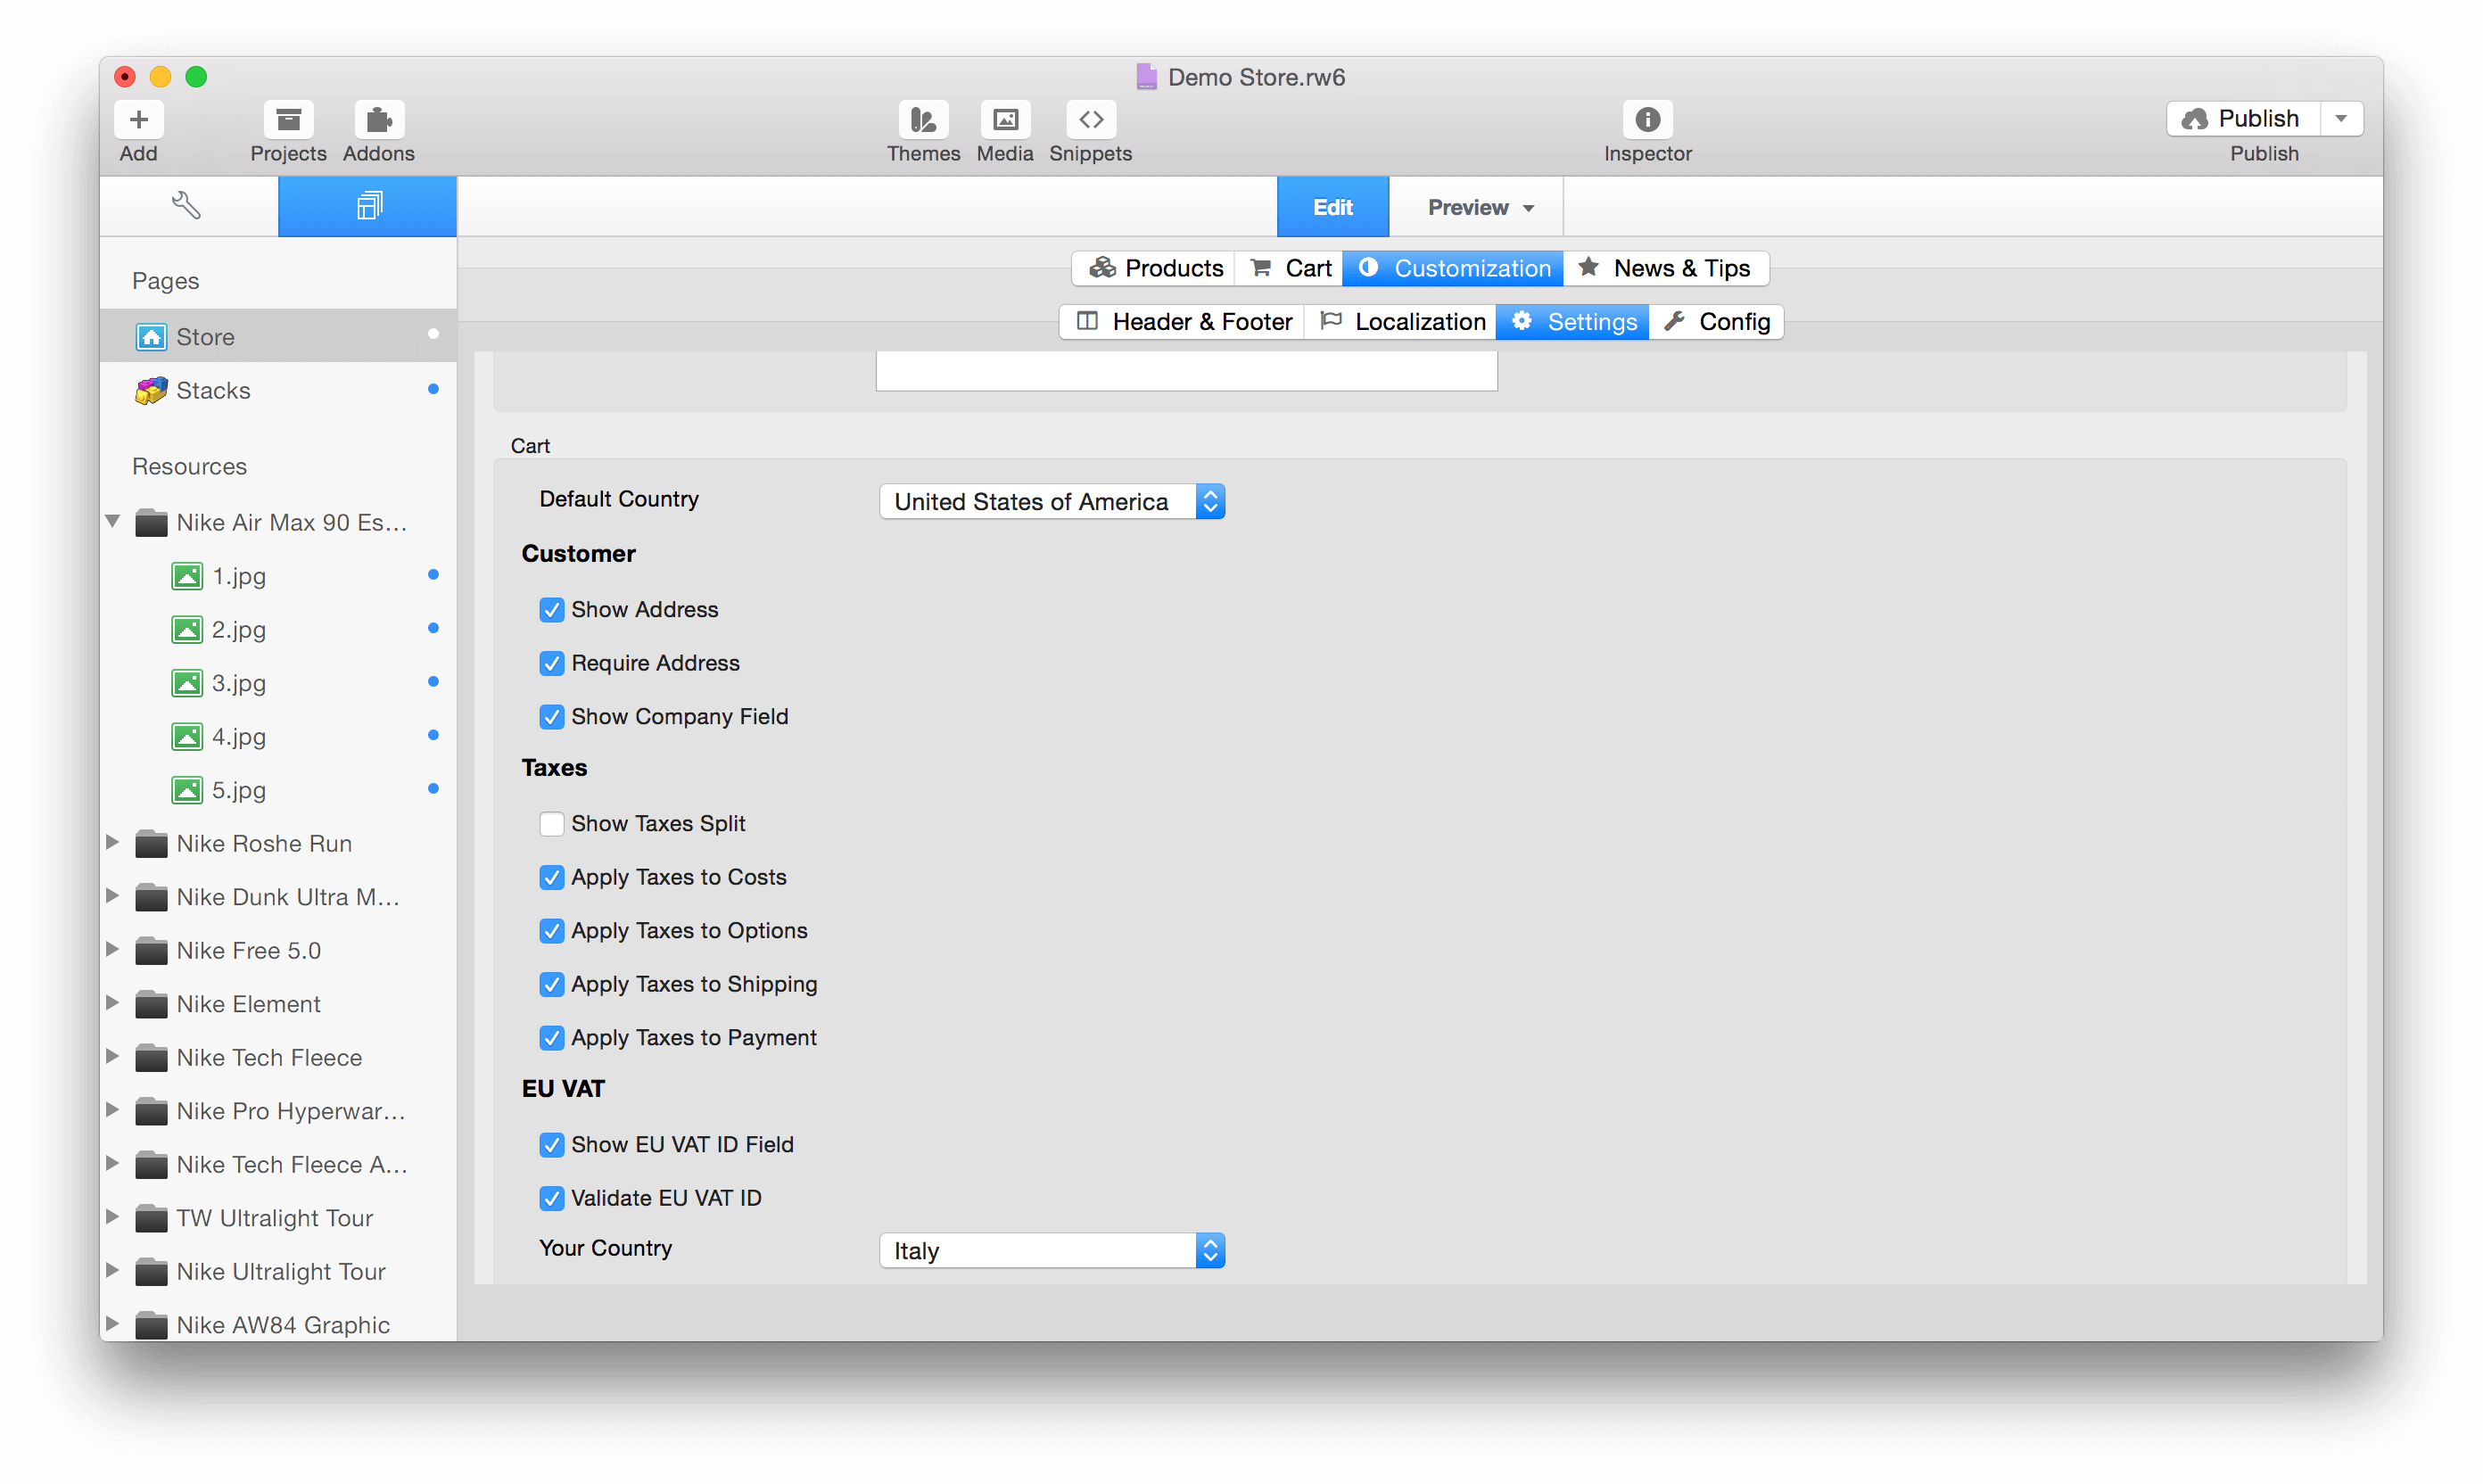 Demo Store.rw6
Add
Projects
Addons
Themes
Media
Snippets
Inspector
Publish
Publish
Edit
Preview
Products
Cart
Customization
News & Tips
Header & Footer
Localization
Settings
Config
Pages
Store
Stacks
Resources
Nike Air Max 90 Es...
1.jpg
2.jpg
3.jpg
4.jpg
5.jpg
Nike Roshe Run
Nike Dunk Ultra M...
Nike Free 5.0
Nike Element
Nike Tech Fleece
Nike Pro Hyperwar...
Nike Tech Fleece A...
TW Ultralight Tour
Nike Ultralight Tour
Nike AW84 Graphic
Cart
Default Country
United States of America
Customer
Show Address
Require Address
Show Company Field
Taxes
Show Taxes Split
Apply Taxes to Costs
Apply Taxes to Options
Apply Taxes to Shipping
Apply Taxes to Payment
EU VAT
Show EU VAT ID Field
Validate EU VAT ID
Your Country
Italy